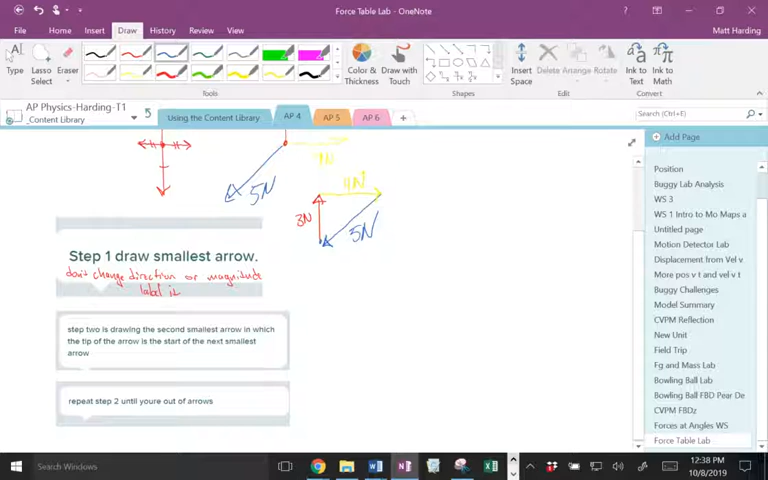 Force Table Lab - OneNote
Matt Harding
File Home Insert Draw History Review View
Type
Lasso Select
Eraser
Color & Thickness
Draw with Touch
Insert Space
Delete
Arrange
Rotate
Ink to Text
Ink to Math
Tools
Shapes
Edit
Convert
AP Physics-Harding-T1
_Content Library
5
Using the Content Library
AP 4
AP 5
AP 6
Search (Ctrl+E)
Add Page
5N
4N
3N
5N
Step 1 draw smallest arrow.
don't change direction or magnitude
label it
step two is drawing the second smallest arrow in which
the tip of the arrow is the start of the next smallest
arrow
repeat step 2 until youre out of arrows
Position
Buggy Lab Analysis
WS 3
WS 1 Intro to Mo Maps a
Untitled page
Motion Detector Lab
Displacement from Vel v
More pos v t and vel v t
Buggy Challenges
Model Summary
CVPM Reflection
New Unit
Field Trip
Fg and Mass Lab
Bowling Ball Lab
Bowling Ball FBD Pear De
CVPM FBDz
Forces at Angles WS
Force Table Lab
Search Windows
12:38 PM
10/8/2019